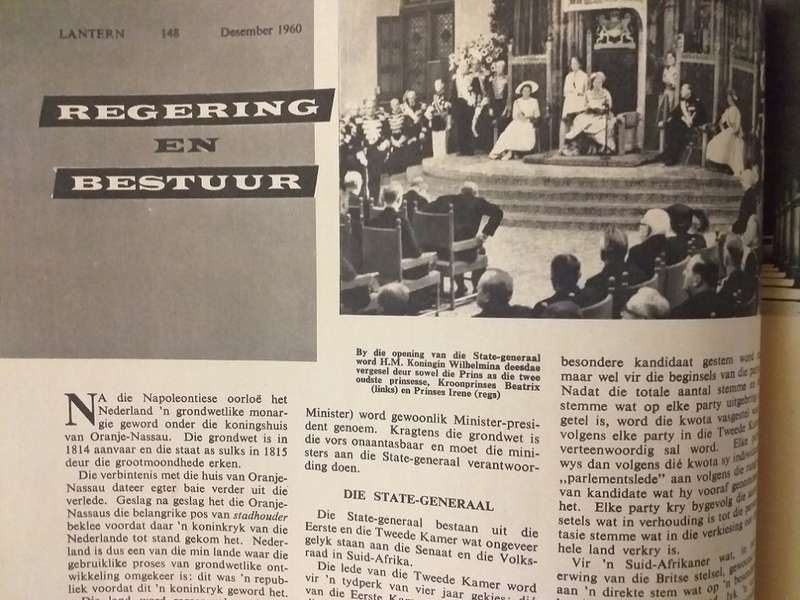 LANTERN 148 Desember 1960
REGERING
EN
BESTUUR
By die opening van die State-generaal
word H.M. Koningin Wilhelmina deesdae
vergesel deur sowel die Prins as die twee
oudste prinsesse, Kroonprinses Beatrix
(links) en Prinses Irene (regs)
NA die Napoleontiese oorloë het
Nederland 'n grondwetlike monar-
gie geword onder die koningshuis
van Oranje-Nassau. Die grondwet is in
1814 aanvaar en die staat as sulks in 1815
deur die grootmoondhede erken.
Die verbintenis met die huis van Oranje-
Nassau dateer egter baie verder uit die
verlede. Geslag na geslag het die Oranje-
Nassaus die belangrike pos van stadhouder
beklee voordat daar 'n koninkryk van die
Nederlande tot stand gekom het. Neder-
land is dus een van die min lande waar die
gebruiklike proses van grondwetlike ont-
wikkeling omgekeer is: dit was 'n repub-
liek voordat dit 'n koninkryk geword het.
Minister) word gewoonlik Minister-presi-
dent genoem. Kragtens die grondwet is
die vors onaantasbaar en moet die mini-
sters aan die State-generaal verantwoor-
ding doen.
DIE STATE-GENERAAL
Die State-generaal bestaan uit die
Eerste en die Tweede Kamer wat ongeveer
gelyk staan aan die Senaat en die Volks-
raad in Suid-Afrika.
Die lede van die Tweede Kamer word
vir 'n tydperk van vier jaar gekies;
van die Eerste
besondere kandidaat gestem word
maar wel vir die beginsels van die
Nadat die totale aantal stemme
stemme wat op elke party uitgebring
getel is, word die kwota vasgestel
volgens elke party in die Tweede
verteenwoordig sal word. Elke
wys dan volgens dié kwota sy
„parlementslede” aan volgens die
van kandidate wat hy vooraf
het. Elke party kry bygevolg die
setels wat in verhouding is tot die
tasie stemme wat in die verkiesing
hele land verkry is.
Vir 'n Suid-Afrikaner wat, in
erwing van die Britse stelsel,
aan 'n direkte stem wat op 'n